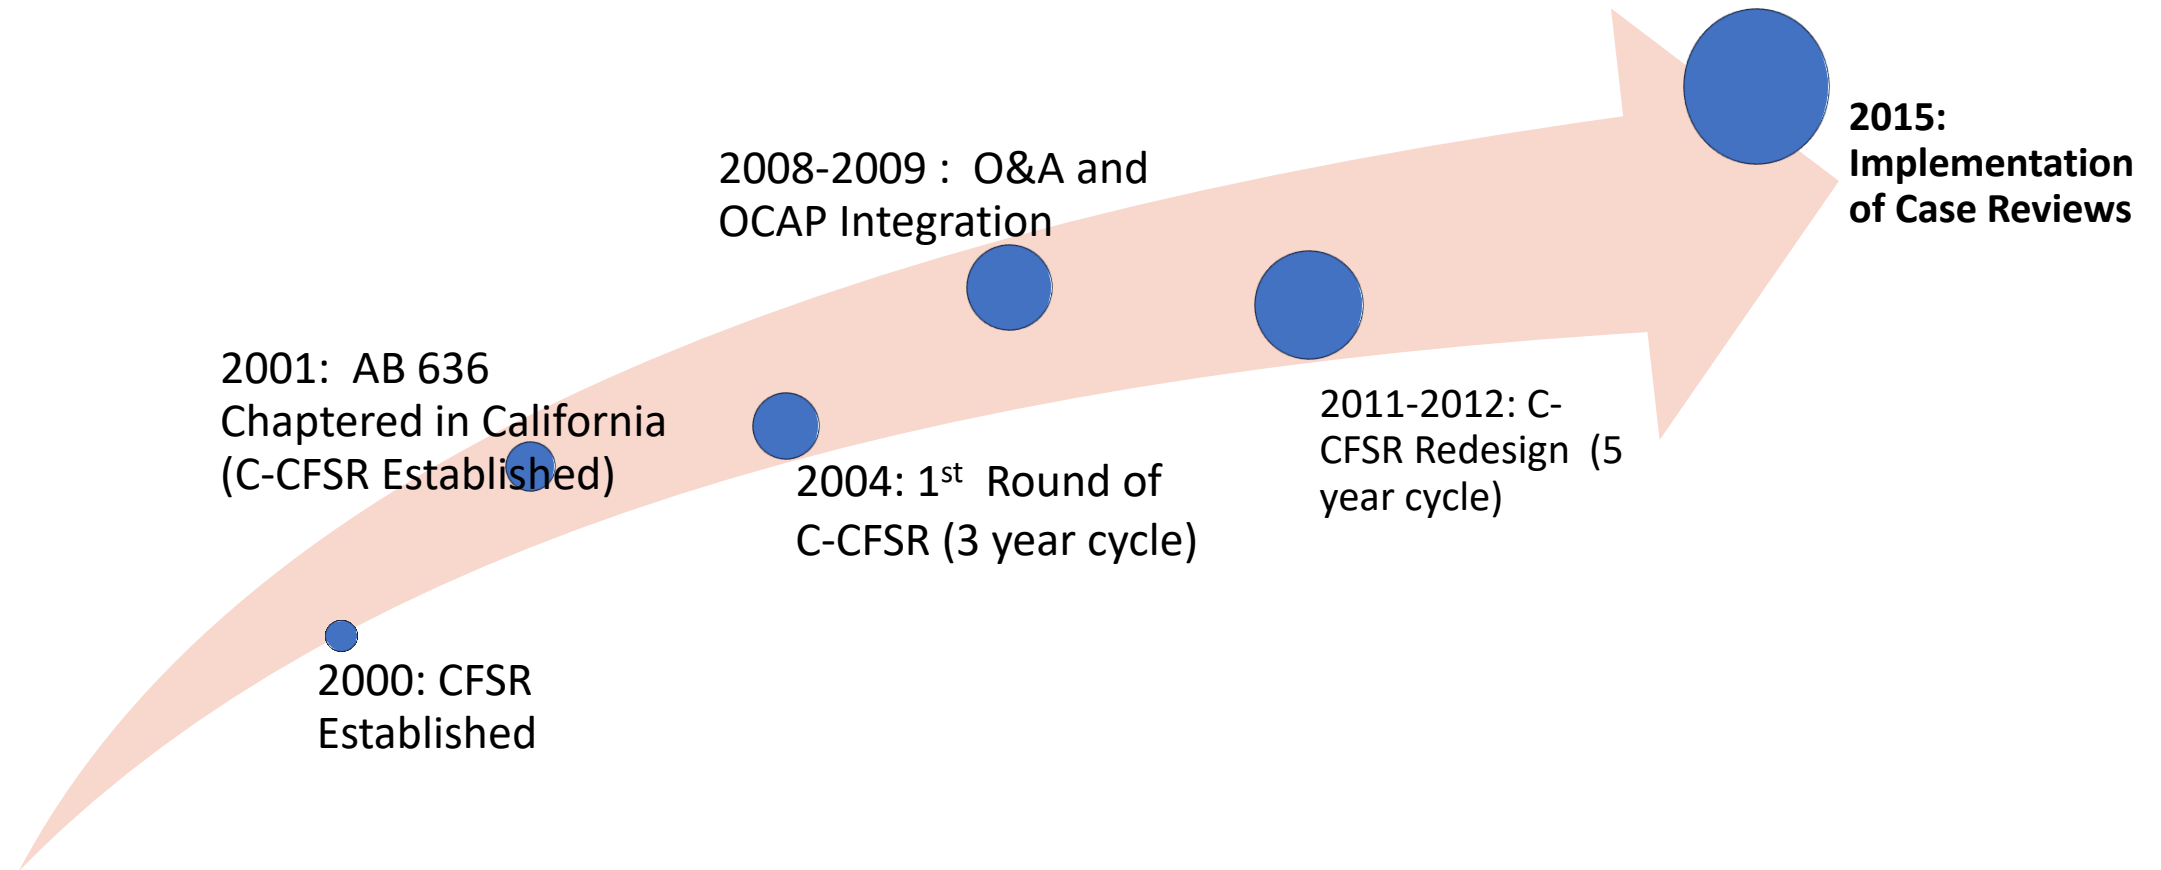 2000: CFSR
Established
2001:  AB 636
Chaptered in California
(C-CFSR Established)
2004: 1st  Round of
C-CFSR (3 year cycle)
2008-2009 :  O&A and
OCAP Integration
2011-2012: C-
CFSR Redesign  (5
year cycle)
2015:
Implementation
of Case Reviews